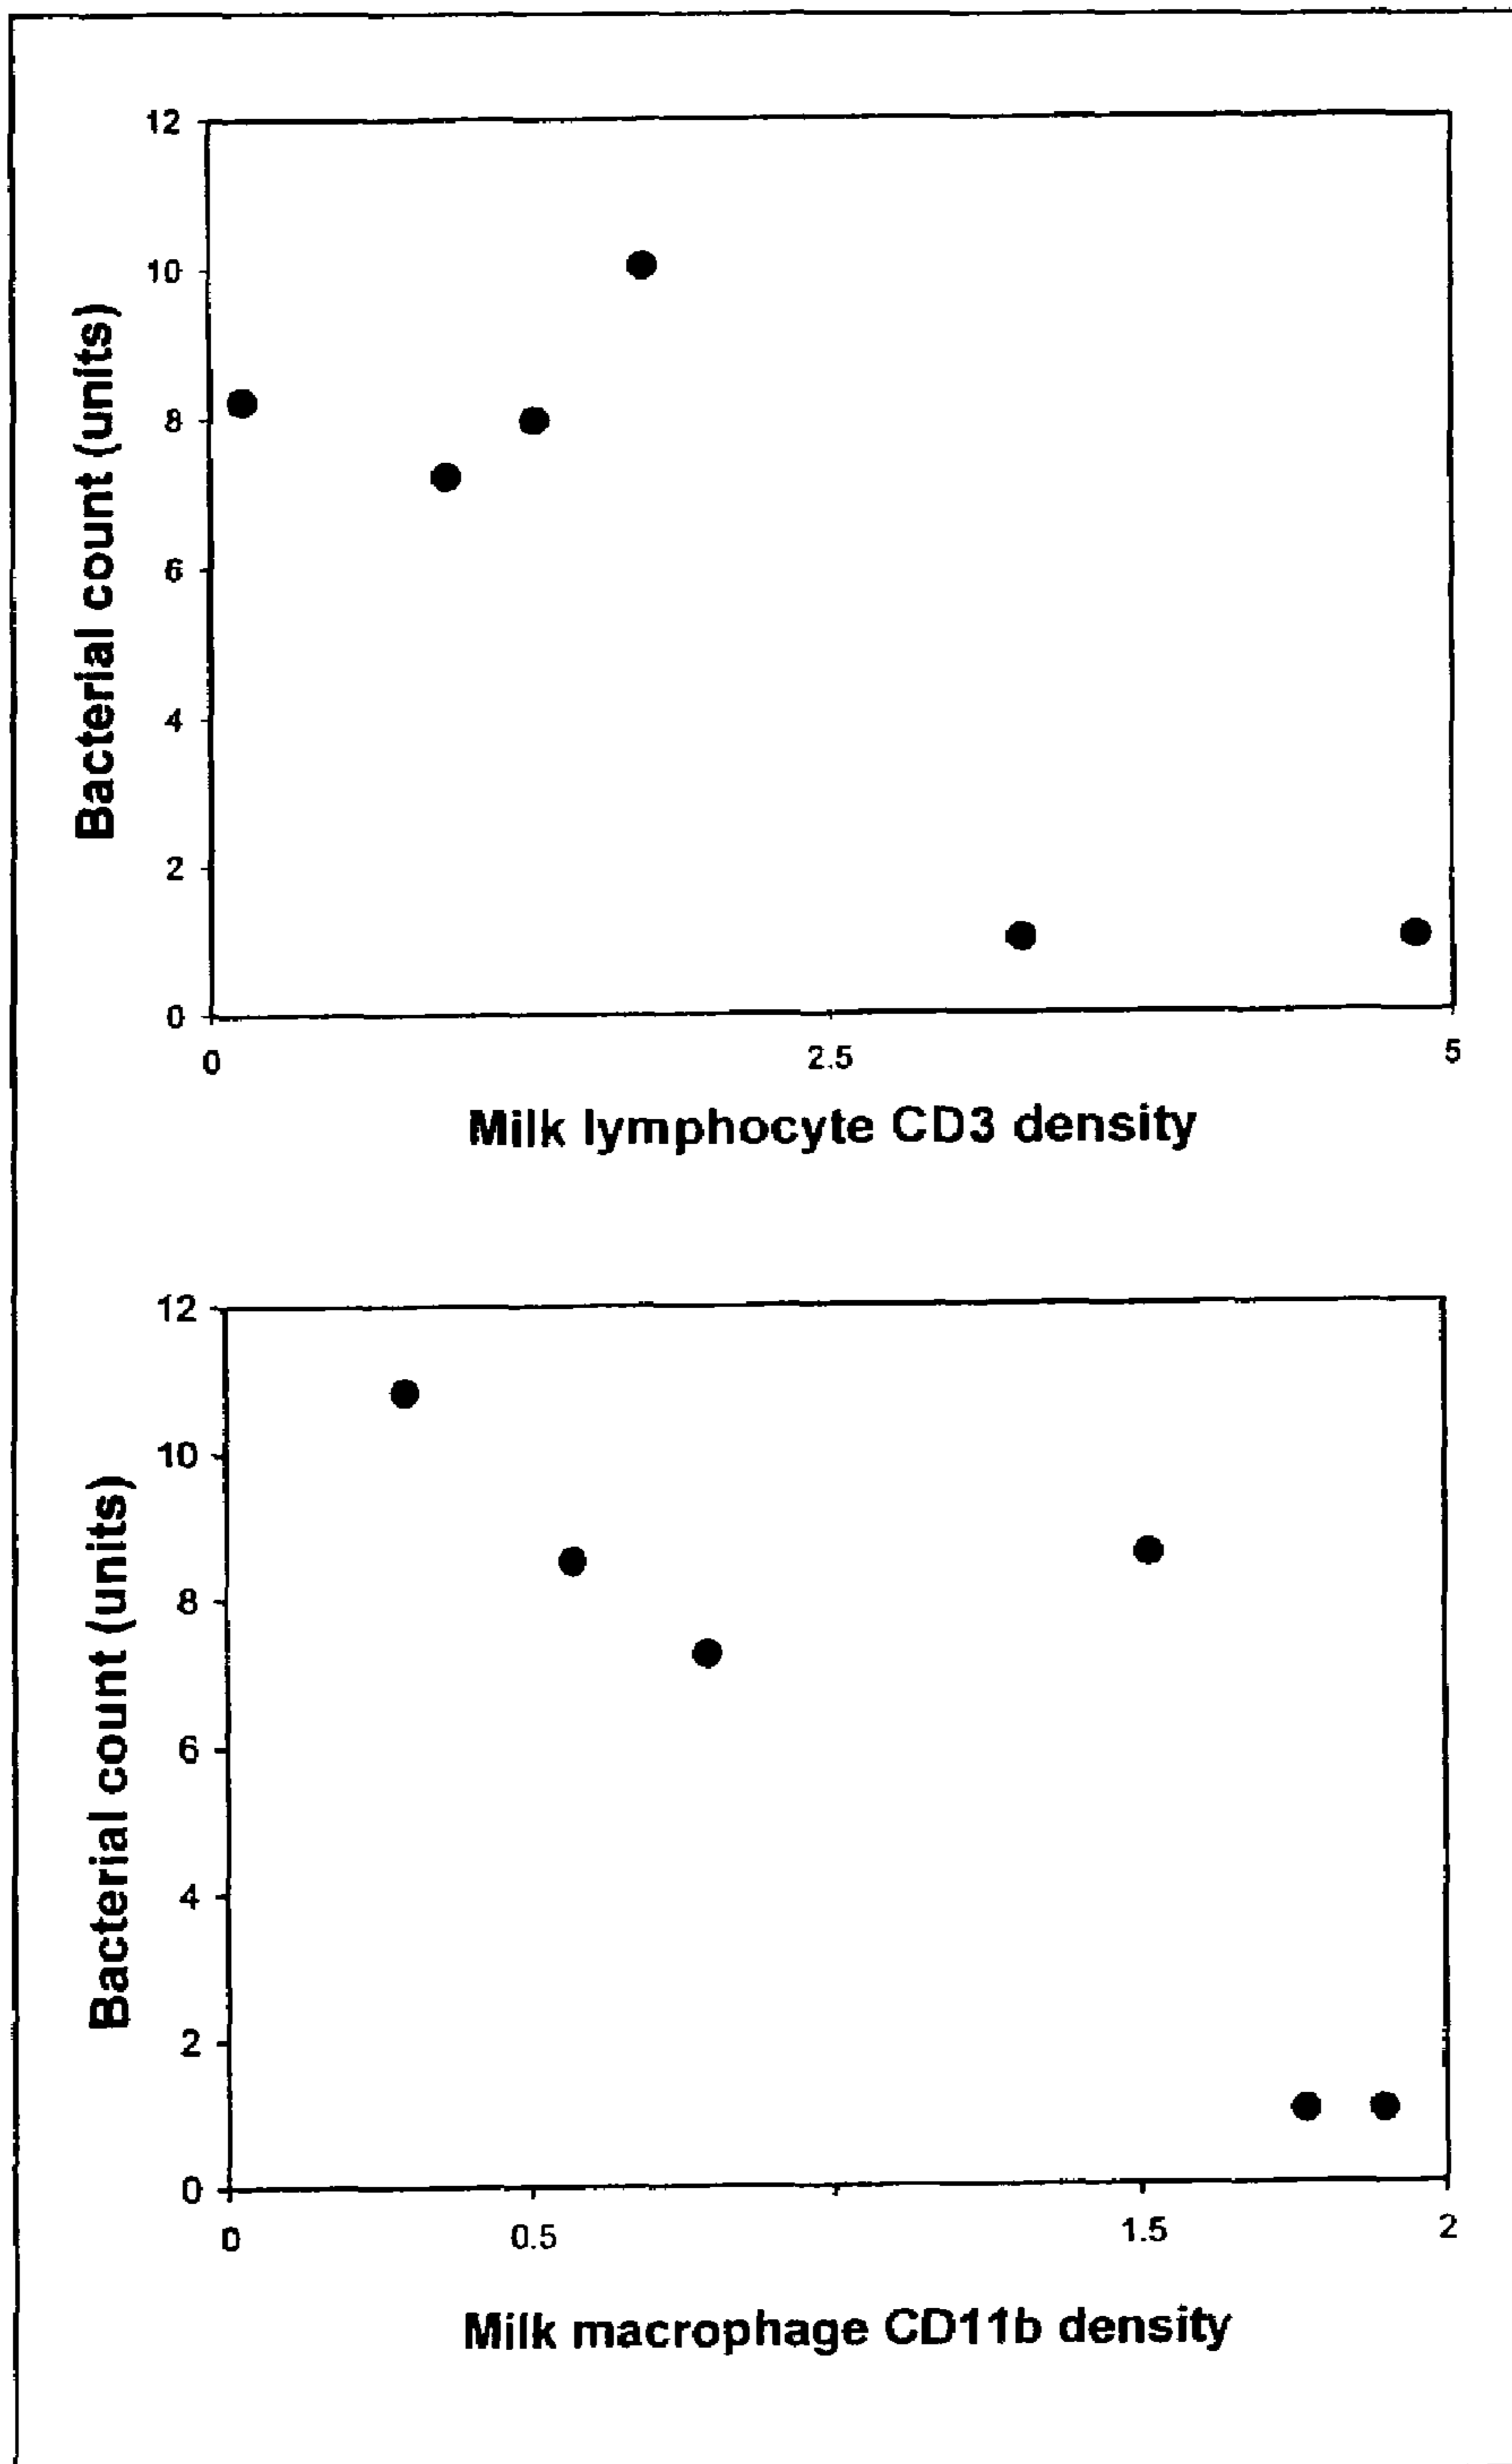 12
10
8
6
4
2
0
Bacterial count (units)
0 2.5 5
Milk lymphocyte CD3 density
12
10
8
6
4
2
0
Bacterial count (units)
0 0.5 1.5 2
Milk macrophage CD11b density